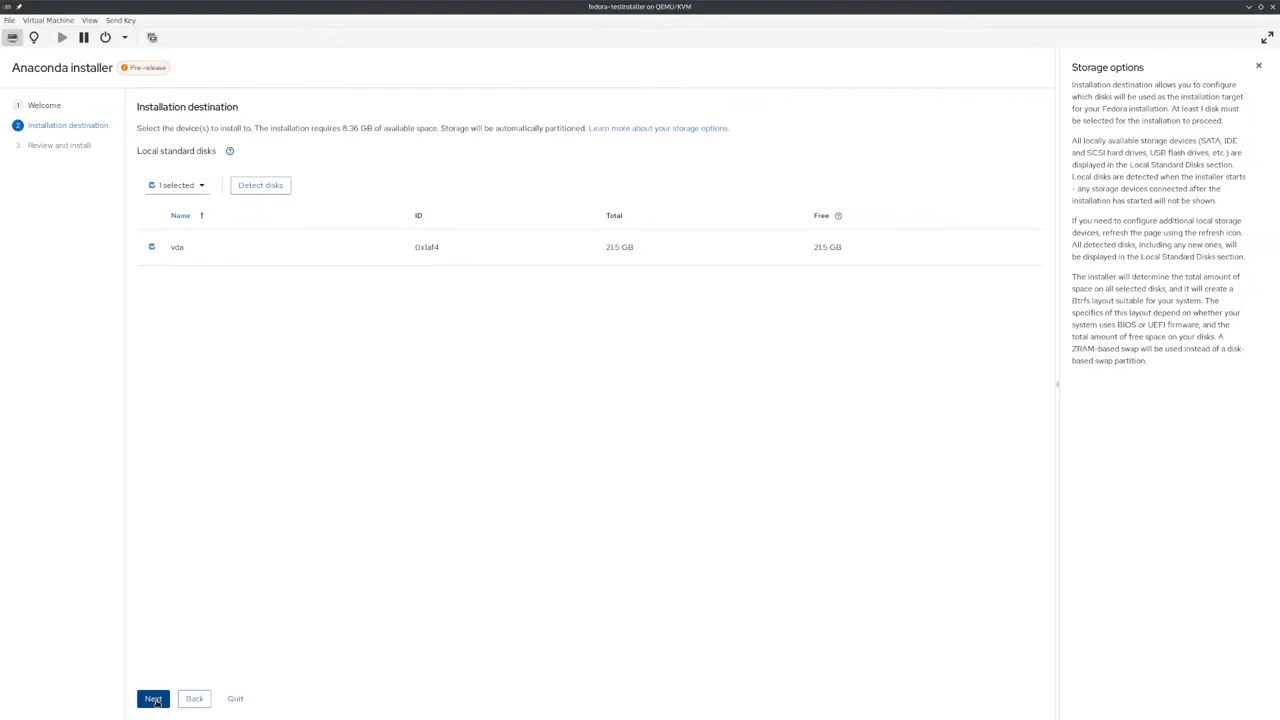 fedora-testinstaller on QEMU/KVM
File Virtual Machine View Send Key
Anaconda installer Pre-release
1 Welcome
2 Installation destination
3 Review and install
Installation destination
Select the device(s) to install to. The installation requires 8.36 GB of available space. Storage will be automatically partitioned. Learn more about your storage options.
Local standard disks
1 selected Detect disks
Name ID Total Free
vda 0x1af4 21.5 GB 21.5 GB
Next Back Quit
Storage options
Installation destination allows you to configure
which disks will be used as the installation target
for your Fedora installation. At least 1 disk must
be selected for the installation to proceed.
All locally available storage devices (SATA, IDE
and SCSI hard drives, USB flash drives, etc.) are
displayed in the Local Standard Disks section.
Local disks are detected when the installer starts
- any storage devices connected after the
installation has started will not be shown.
If you need to configure additional local storage
devices, refresh the page using the refresh icon.
All detected disks, including any new ones, will
be displayed in the Local Standard Disks section.
The installer will determine the total amount of
space on all selected disks, and it will create a
Btrfs layout suitable for your system. The
specifics of this layout depend on whether your
system uses BIOS or UEFI firmware, and the
total amount of free space on your disks. A
ZRAM-based swap will be used instead of a disk-
based swap partition.